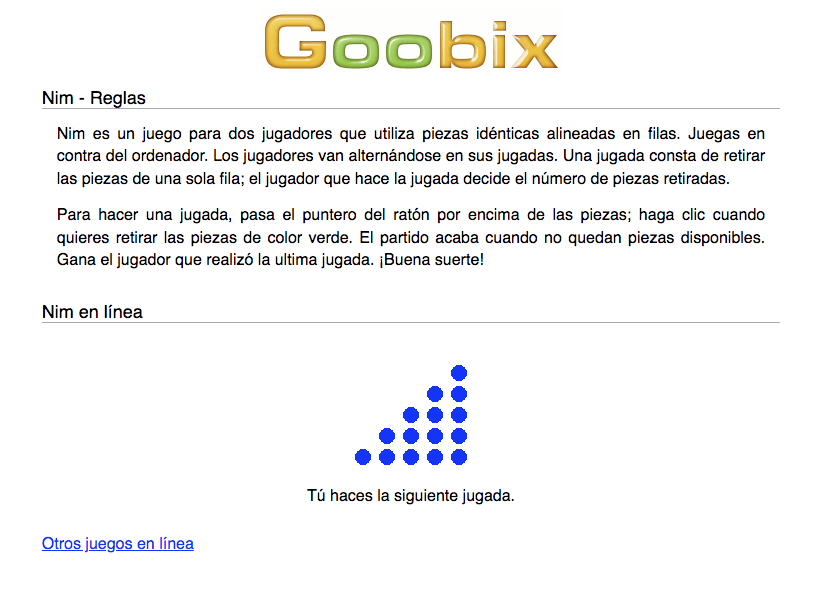 Goobix
Nim - Reglas
Nim es un juego para dos jugadores que utiliza piezas idénticas alineadas en filas. Juegas en
contra del ordenador. Los jugadores van alternándose en sus jugadas. Una jugada consta de retirar
las piezas de una sola fila; el jugador que hace la jugada decide el número de piezas retiradas.
Para hacer una jugada, pasa el puntero del ratón por encima de las piezas; haga clic cuando
quieres retirar las piezas de color verde. El partido acaba cuando no quedan piezas disponibles.
Gana el jugador que realizó la ultima jugada. ¡Buena suerte!
Nim en línea
Tú haces la siguiente jugada.
Otros juegos en línea